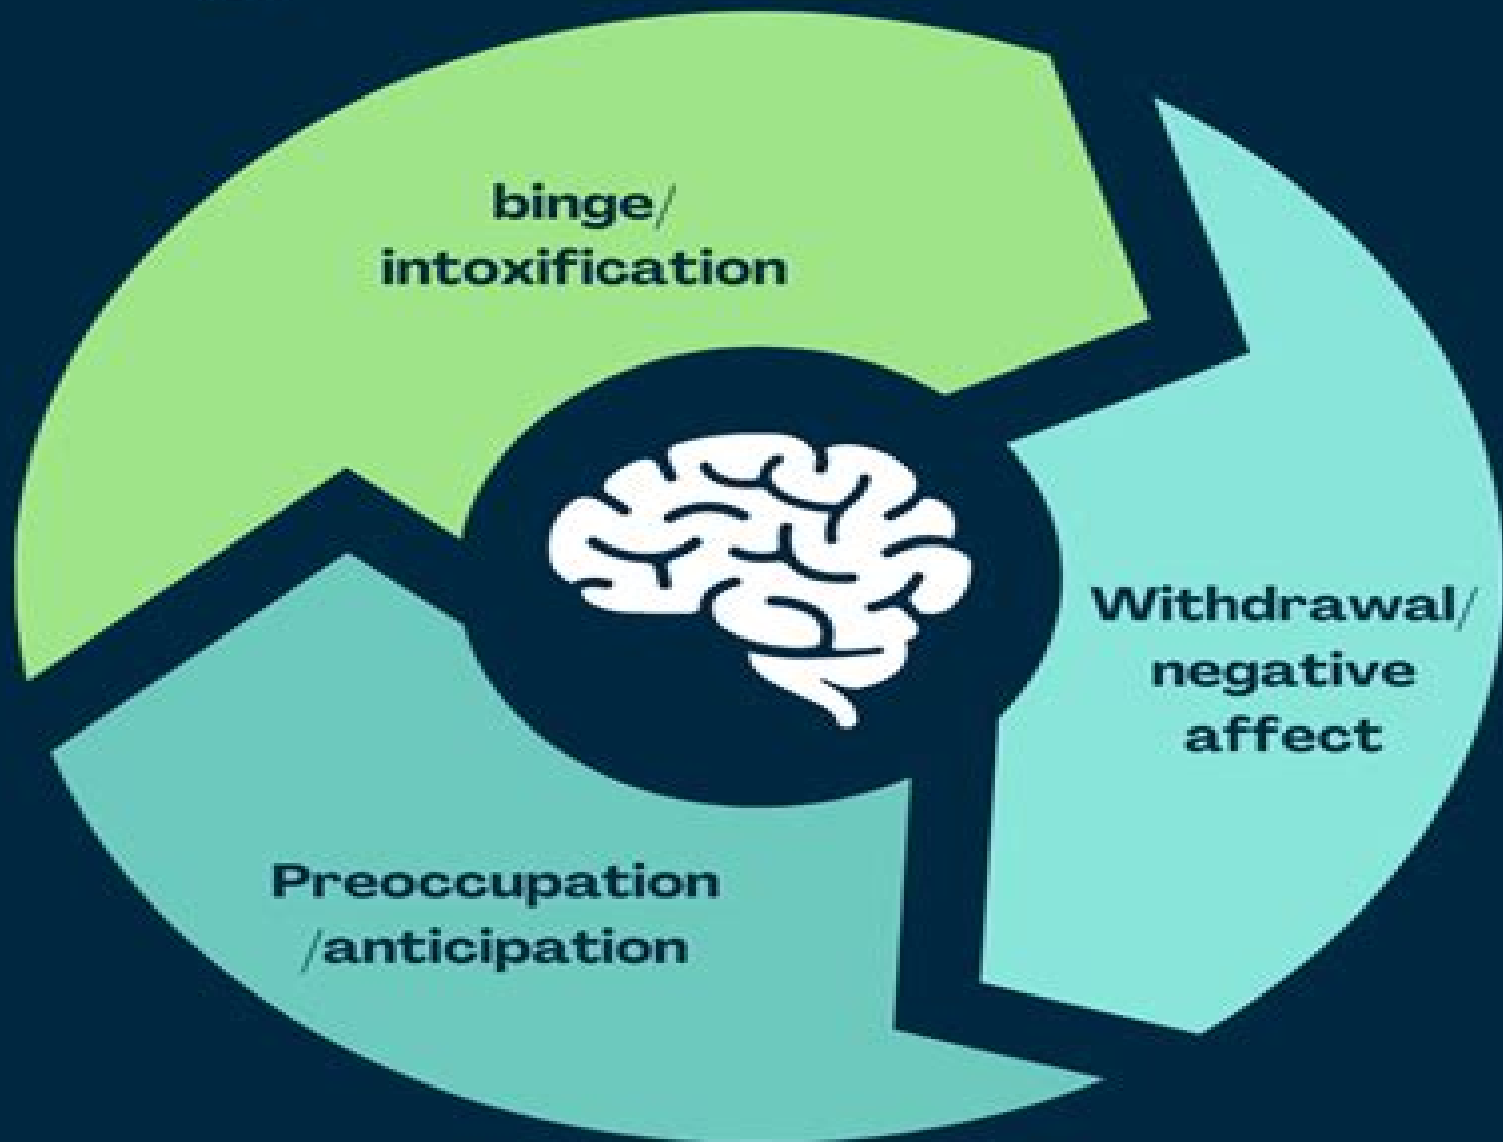 binge/
intoxification
Withdrawal/
negative
affect
Preoccupation
/anticipation